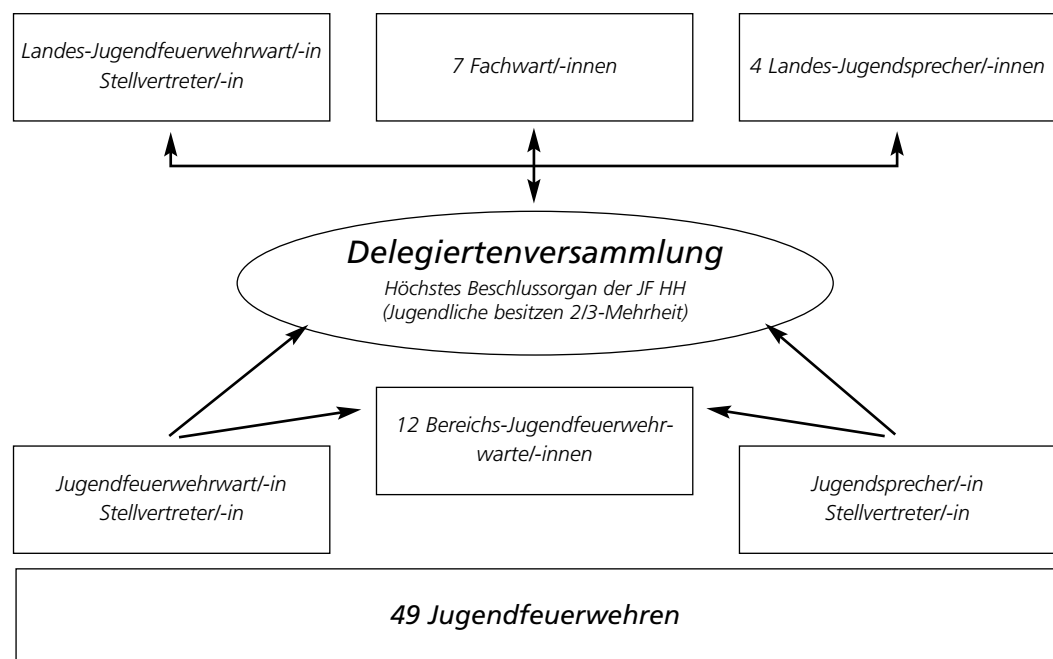 Landes-Jugendfeuerwehrwart/-in
Stellvertreter/-in
7 Fachwart/-innen
4 Landes-Jugendsprecher/-innen
Delegiertenversammlung
Höchstes Beschlussorgan der JF HH
(Jugendliche besitzen 2/3-Mehrheit)
12 Bereichs-Jugendfeuerwehr-
warte/-innen
Jugendfeuerwehrwart/-in
Stellvertreter/-in
Jugendsprecher/-in
Stellvertreter/-in
49 Jugendfeuerwehren